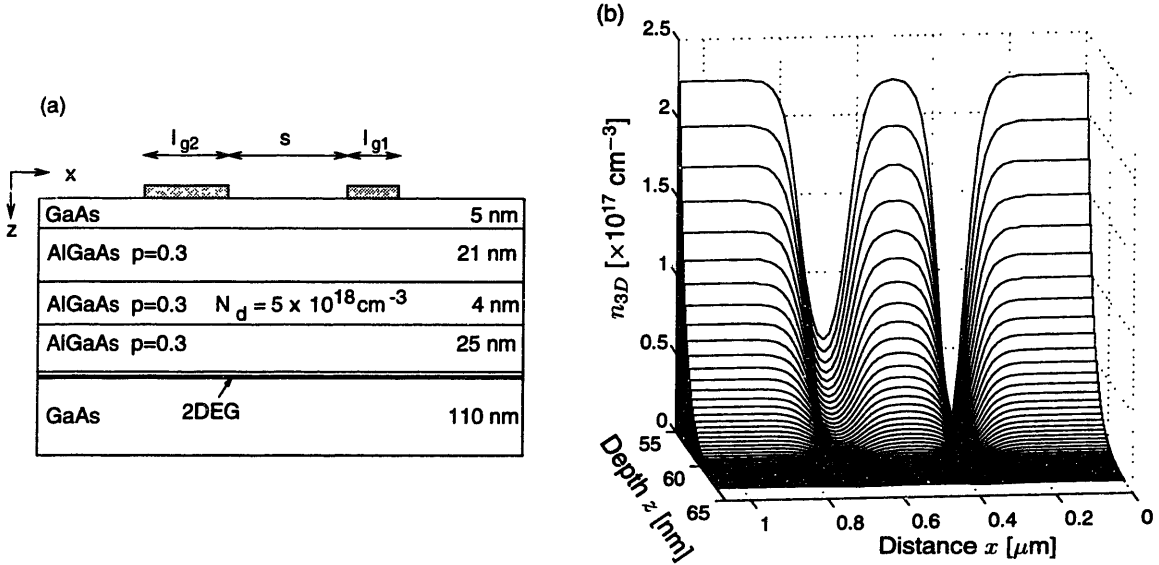 (a)
l g2 s l g1
x
z
GaAs 5 nm
AlGaAs p=0.3 21 nm
AlGaAs p=0.3 N d = 5 x 10 18 cm -3 4 nm
AlGaAs p=0.3 25 nm
2DEG
GaAs 110 nm
(b)
2.5
2
1.5
1
0.5
0
n3D [×10^17 cm^−3]
55
60
65
Depth z [nm]
1 0.8 0.6 0.4 0.2 0
Distance x [μm]